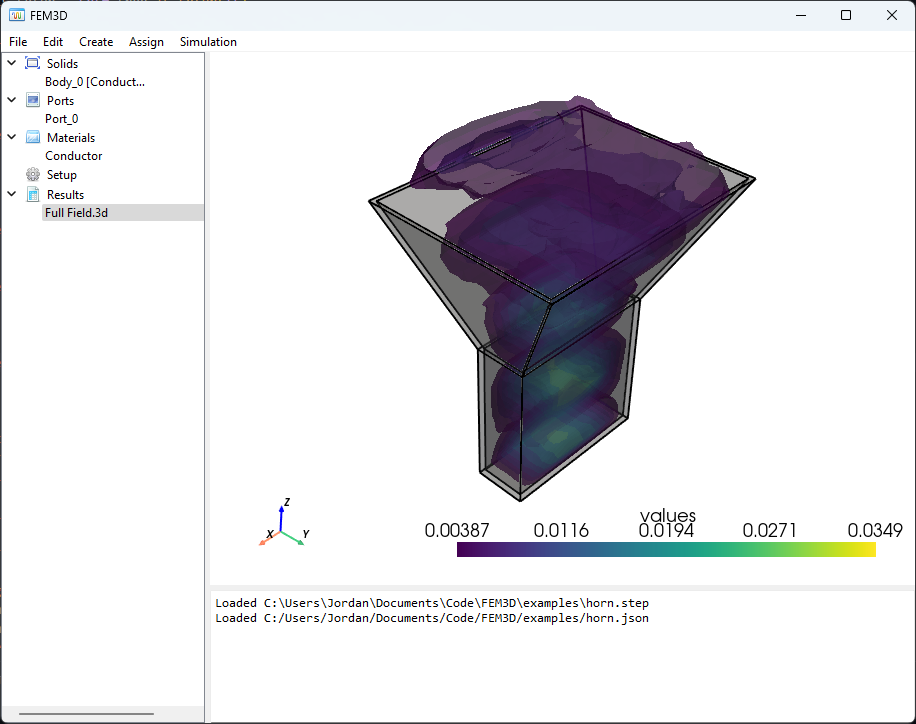 FEM3D
File Edit Create Assign Simulation
Solids
Body_0 [Conduct...
Ports
Port_0
Materials
Conductor
Setup
Results
Full Field.3d
Z
X
Y
values
0.00387 0.0116 0.0194 0.0271 0.0349
Loaded C:\Users\Jordan\Documents\Code\FEM3D\examples\horn.step
Loaded C:/Users/Jordan/Documents/Code/FEM3D/examples/horn.json